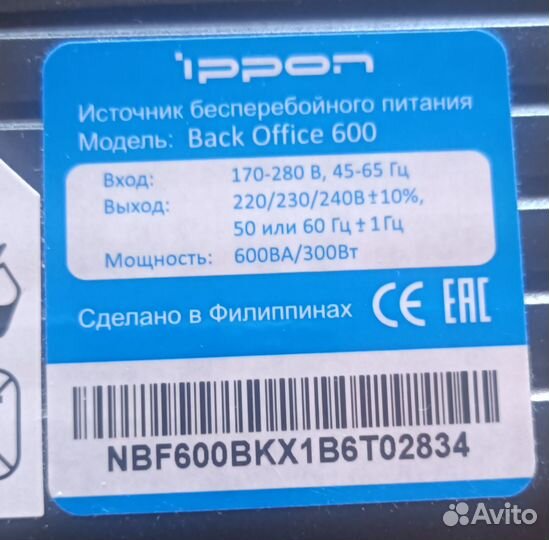 ippon
Источник бесперебойного питания
Модель: Back Office 600
Вход: 170-280 В, 45-65 Гц
Выход: 220/230/240В±10%,
50 или 60 Гц ± 1Гц
Мощность: 600ВА/300Вт
Сделано в Филиппинах CE EAC
NBF600BKX1B6T02834
Avito